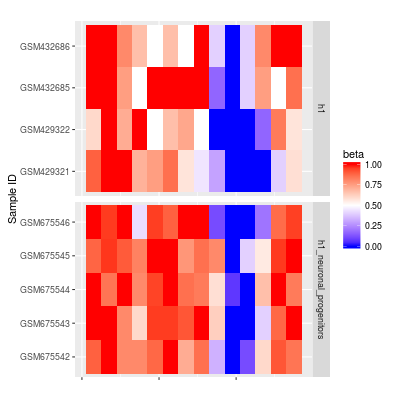 GSM432686
GSM432685
GSM429322
GSM429321
h1
GSM675546
GSM675545
GSM675544
GSM675543
GSM675542
h1_neuronal_progenitors
Sample ID
beta
1.00
0.75
0.50
0.25
0.00